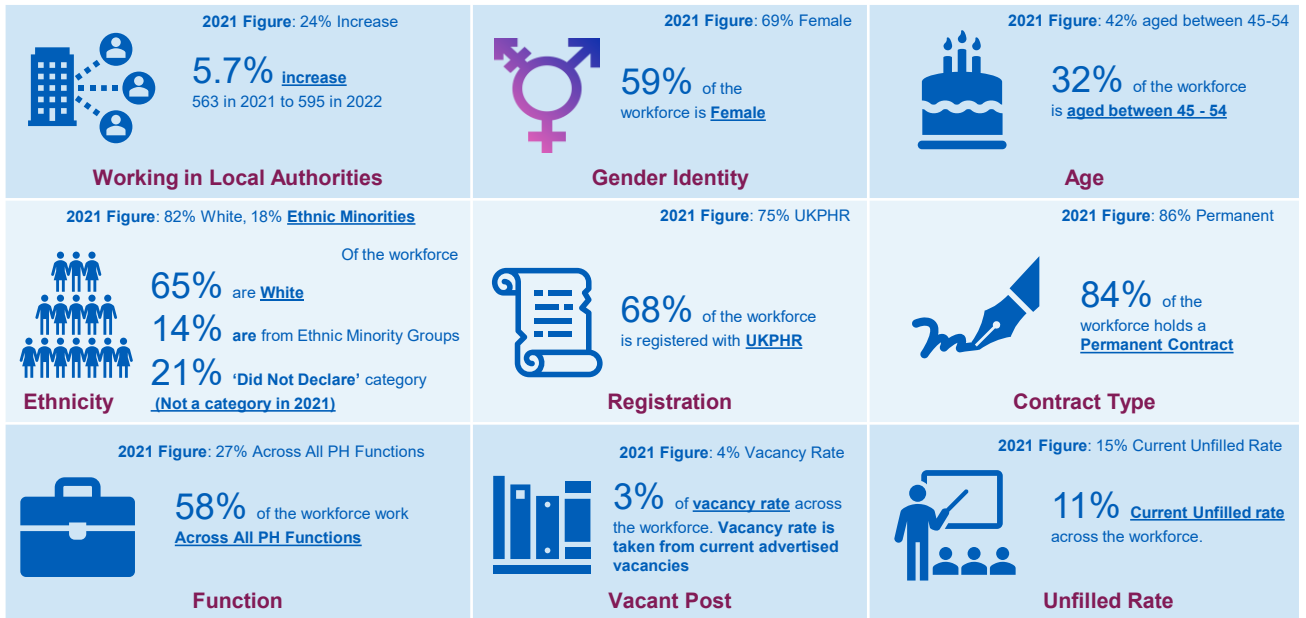 2021 Figure: 24% Increase
5.7% increase
563 in 2021 to 595 in 2022
Working in Local Authorities
2021 Figure: 69% Female
59% of the
workforce is Female
Gender Identity
2021 Figure: 42% aged between 45-54
32% of the workforce
is aged between 45 - 54
Age
2021 Figure: 82% White, 18% Ethnic Minorities
Of the workforce
65% are White
14% are from Ethnic Minority Groups
21% ‘Did Not Declare’ category
(Not a category in 2021)
Ethnicity
2021 Figure: 75% UKPHR
68% of the workforce
is registered with UKPHR
Registration
2021 Figure: 86% Permanent
84% of the
workforce holds a
Permanent Contract
Contract Type
2021 Figure: 27% Across All PH Functions
58% of the workforce work
Across All PH Functions
Function
2021 Figure: 4% Vacancy Rate
3% of vacancy rate across
the workforce. Vacancy rate is
taken from current advertised
vacancies
Vacant Post
2021 Figure: 15% Current Unfilled Rate
11% Current Unfilled rate
across the workforce.
Unfilled Rate